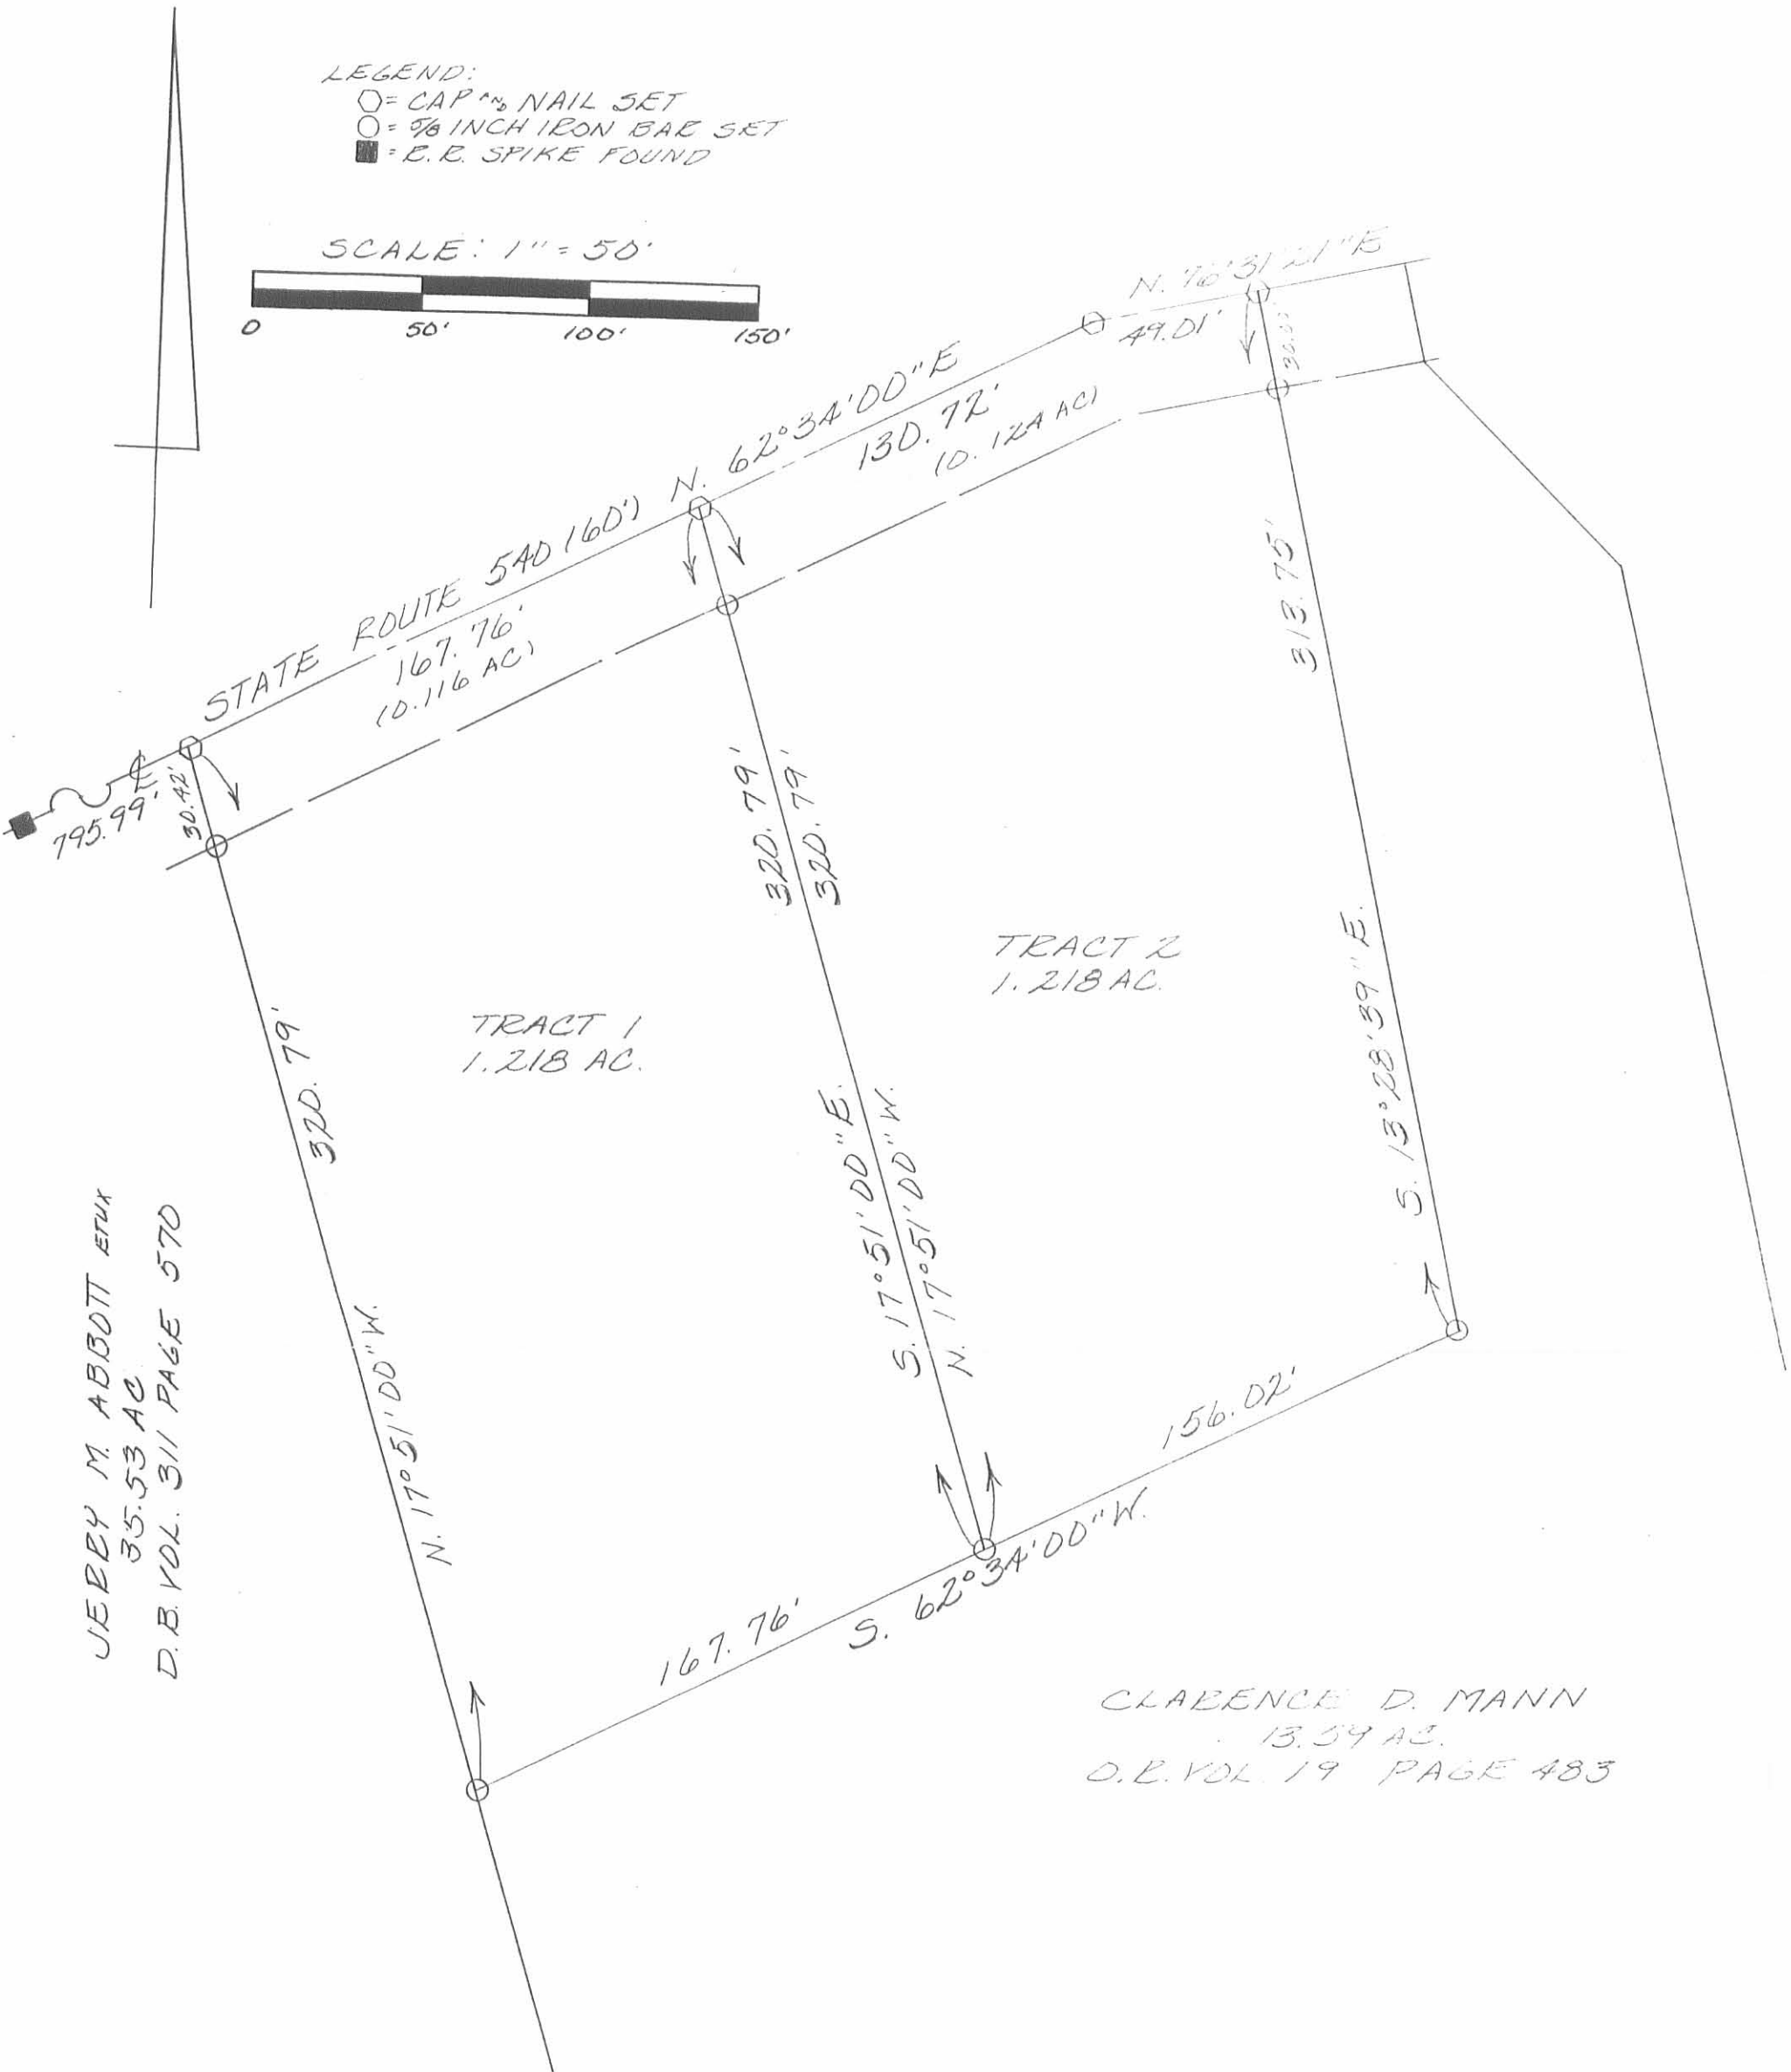 LEGEND:
⬡= CAP AND NAIL SET
○= 5/8 INCH IRON BAR SET
■= R.R. SPIKE FOUND
SCALE: 1" = 50'
0 50' 100' 150'
N. 76°31'21"E
49.01'
30.00'
N. 62°34'00"E
130.72'
(0.124 AC)
STATE ROUTE 540 (60')
167.76'
(0.116 AC)
℄
795.99'
30.42'
313.75'
320.79'
320.79'
TRACT 2
1.218 AC.
TRACT 1
1.218 AC.
320.79'
S. 13°28'39"E.
S. 17°51'00"E.
N. 17°51'00"W.
N. 17°51'00"W.
JERRY M. ABBOTT ETUX
35.53 AC
D.B. VOL. 311 PAGE 570
156.02'
S. 62°34'00"W.
167.76'
CLARENCE D. MANN
13.59 AC.
O.R. VOL. 19 PAGE 483